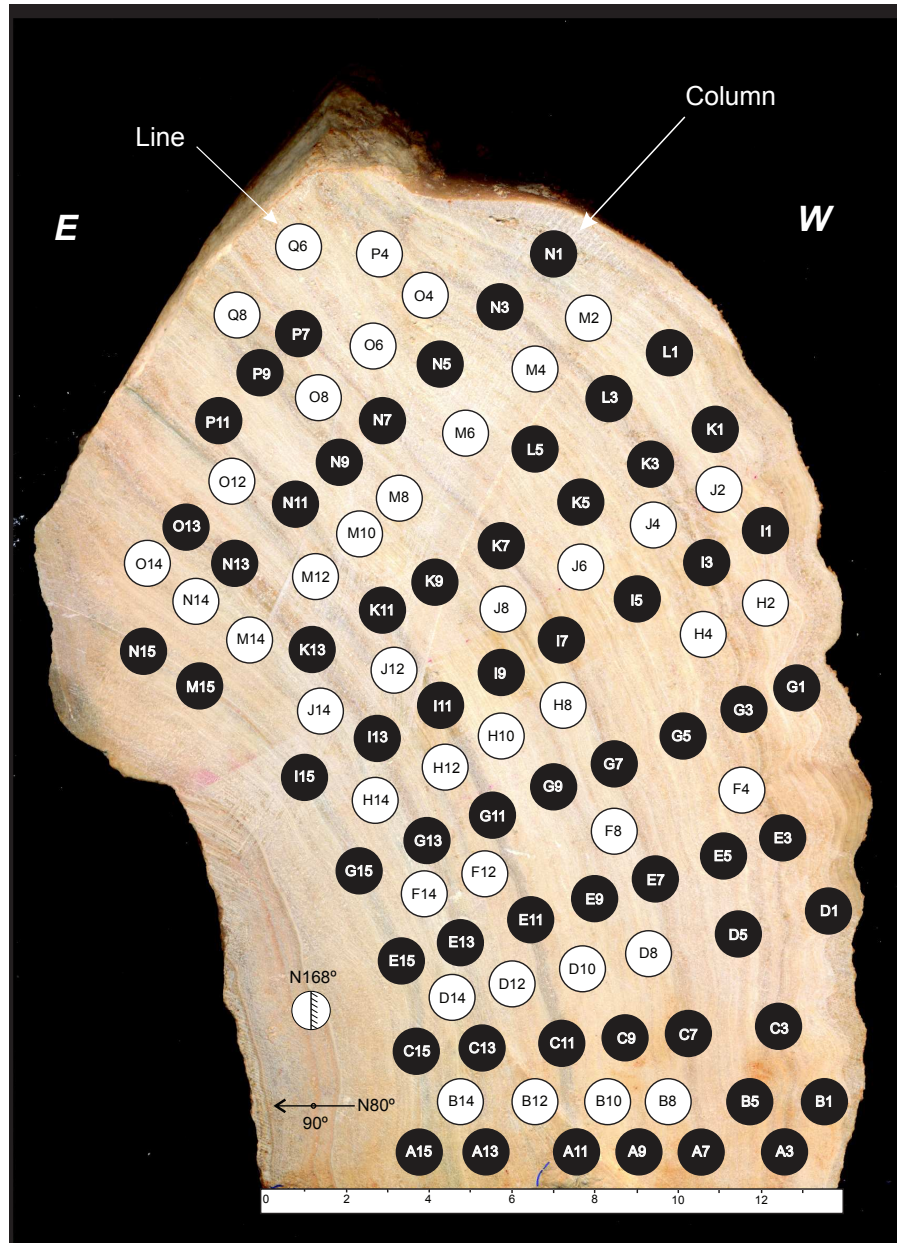 Column
Line
E
W
Q6
P4
N1
O4
N3
Q8
M2
P7
O6
N5
L1
P9
M4
O8
L3
P11
N7
K1
M6
L5
N9
K3
O12
J2
M8
K5
N11
J4
O13
I1
M10
K7
O14
N13
I3
J6
M12
K9
N14
I5
H2
J8
K11
H4
M14
I7
N15
K13
J12
I9
M15
G1
I11
H8
G3
J14
I13
H10
G5
H12
G7
I15
G9
F4
H14
G11
F8
G13
E3
E5
G15
F12
E7
F14
E9
D1
E11
D5
E13
D8
E15
D10
N168º
D12
D14
C3
C7
C9
C11
C13
C15
N80º
90º
B14
B12
B10
B8
B5
B1
A15
A13
A11
A9
A7
A3
0 2 4 6 8 10 12